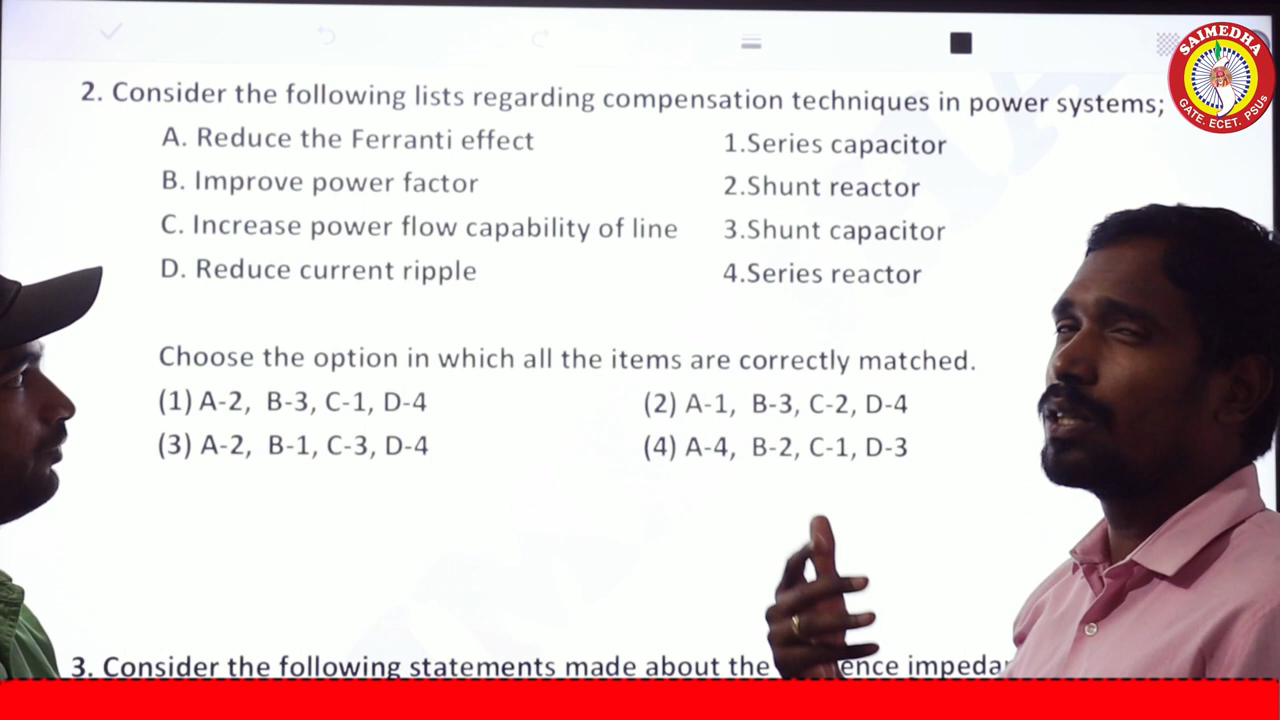 SAIMEDHA
GATE. ECET. PSUs
2. Consider the following lists regarding compensation techniques in power systems;
A. Reduce the Ferranti effect 1.Series capacitor
B. Improve power factor 2.Shunt reactor
C. Increase power flow capability of line 3.Shunt capacitor
D. Reduce current ripple 4.Series reactor
Choose the option in which all the items are correctly matched.
(1) A-2, B-3, C-1, D-4 (2) A-1, B-3, C-2, D-4
(3) A-2, B-1, C-3, D-4 (4) A-4, B-2, C-1, D-3
3. Consider the following statements made about the